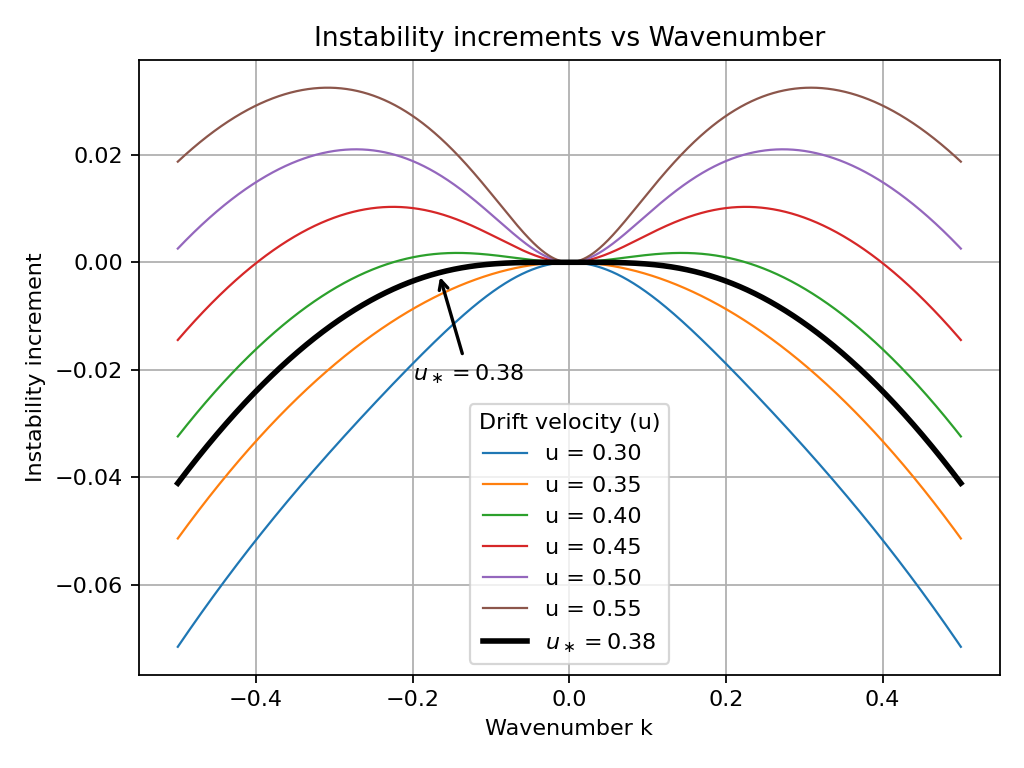 Instability increments vs Wavenumber
Instability increment
0.02
0.00
−0.02
−0.04
−0.06
u∗ = 0.38
Drift velocity (u)
u = 0.30
u = 0.35
u = 0.40
u = 0.45
u = 0.50
u = 0.55
u∗ = 0.38
−0.4
−0.2
0.0
0.2
0.4
Wavenumber k